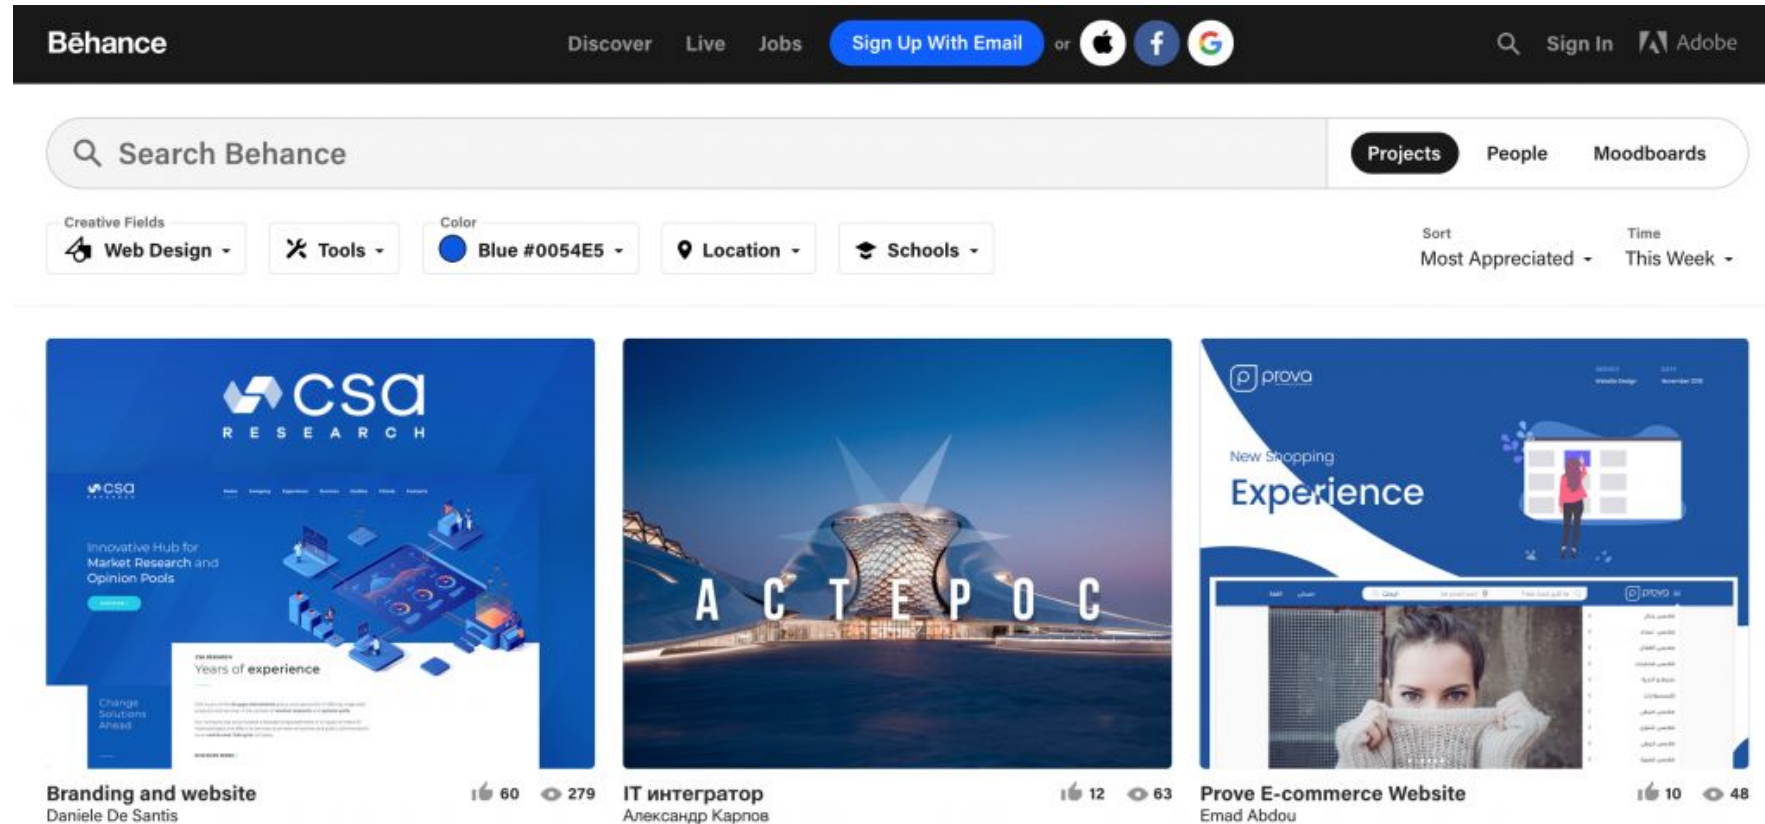 Bēhance
Discover Live Jobs Sign Up With Email or
Sign In Adobe
Search Behance
Projects People Moodboards
Creative Fields
Web Design
Tools
Color
Blue #0054E5
Location
Schools
Sort
Most Appreciated
Time
This Week
csa
RESEARCH
csa
Innovative Hub for
Market Research and
Opinion Pools
Years of experience
Change
Solutions
Ahead
Branding and website
60 279
Daniele De Santis
АСТЕРОС
IT интегратор
12 63
Александр Карпов
prova
New Shopping
Experience
prova
Prove E-commerce Website
10 48
Emad Abdou